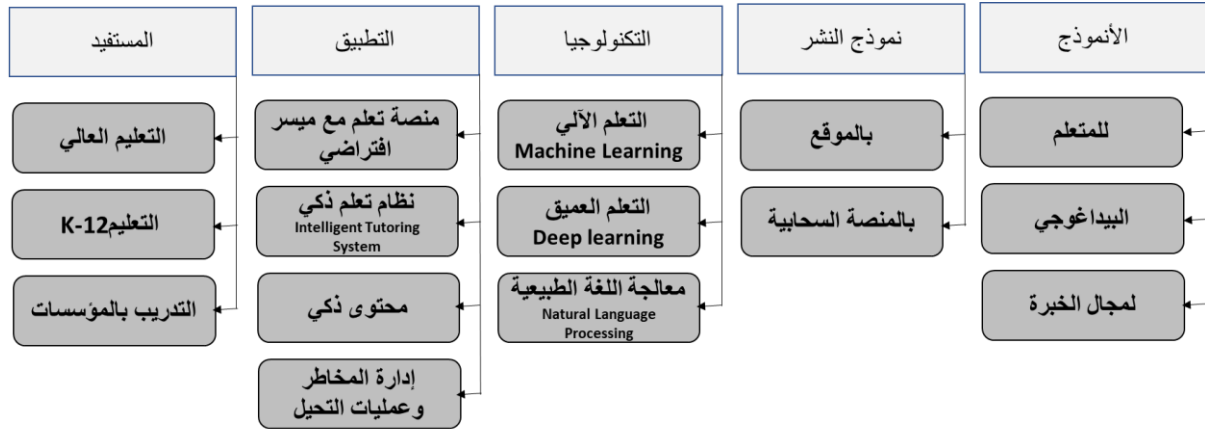 الأنموذج
للمتعلم
البيداغوجي
لمجال الخبرة
نموذج النشر
بالموقع
بالمنصة السحابية
التكنولوجيا
التعلم الآلي
Machine Learning
التعلم العميق
Deep learning
معالجة اللغة الطبيعية
Natural Language
Processing
التطبيق
منصة تعلم مع ميسر
افتراضي
نظام تعلم ذكي
Intelligent Tutoring
System
محتوى ذكي
إدارة المخاطر
وعمليات التحيل
المستفيد
التعليم العالي
التعليمK-12
التدريب بالمؤسسات